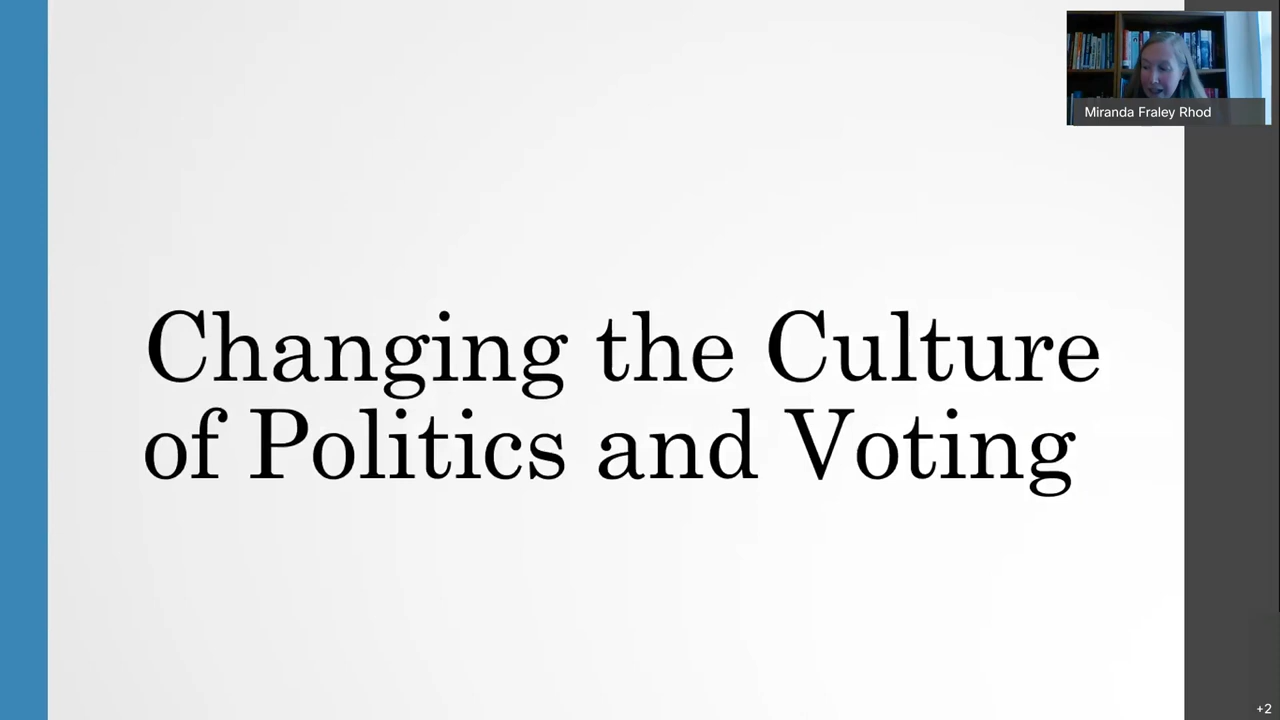 Miranda Fraley Rhod
Changing the Culture
of Politics and Voting
+2